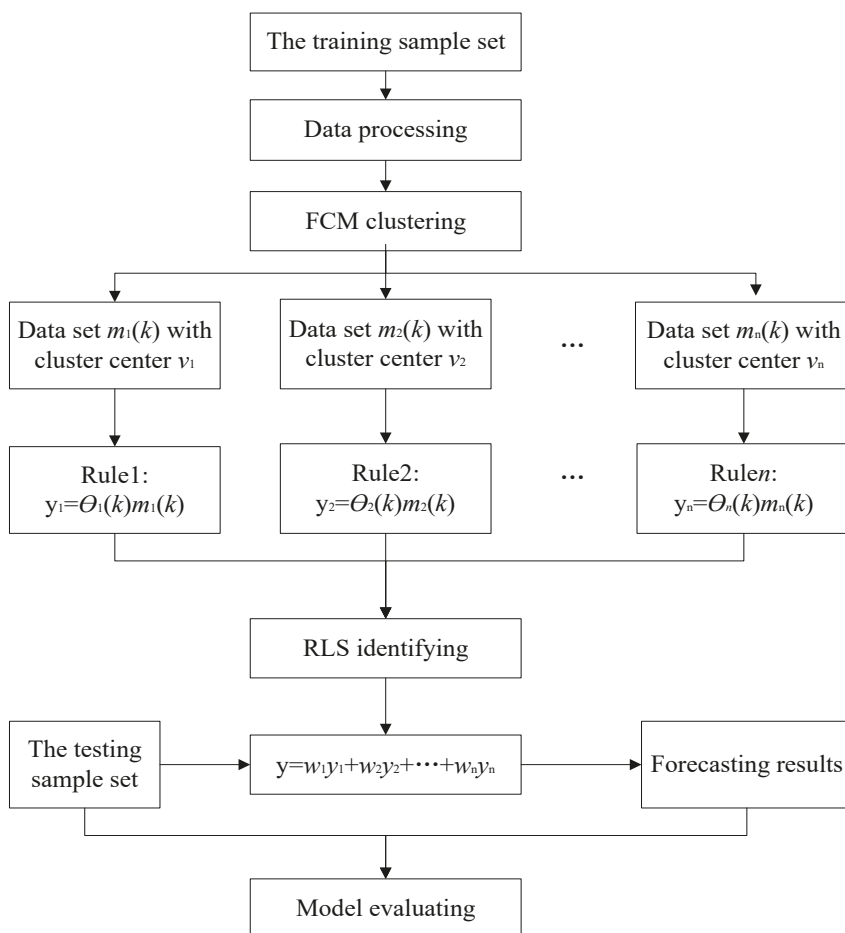 The training sample set
Data processing
FCM clustering
Data set m₁(k) with
cluster center v₁
Data set m₂(k) with
cluster center v₂
...
Data set mₙ(k) with
cluster center vₙ
Rule1:
y₁=Θ₁(k)m₁(k)
Rule2:
y₂=Θ₂(k)m₂(k)
...
Rulen:
yₙ=Θₙ(k)mₙ(k)
RLS identifying
The testing
sample set
y=w₁y₁+w₂y₂+···+wₙyₙ
Forecasting results
Model evaluating